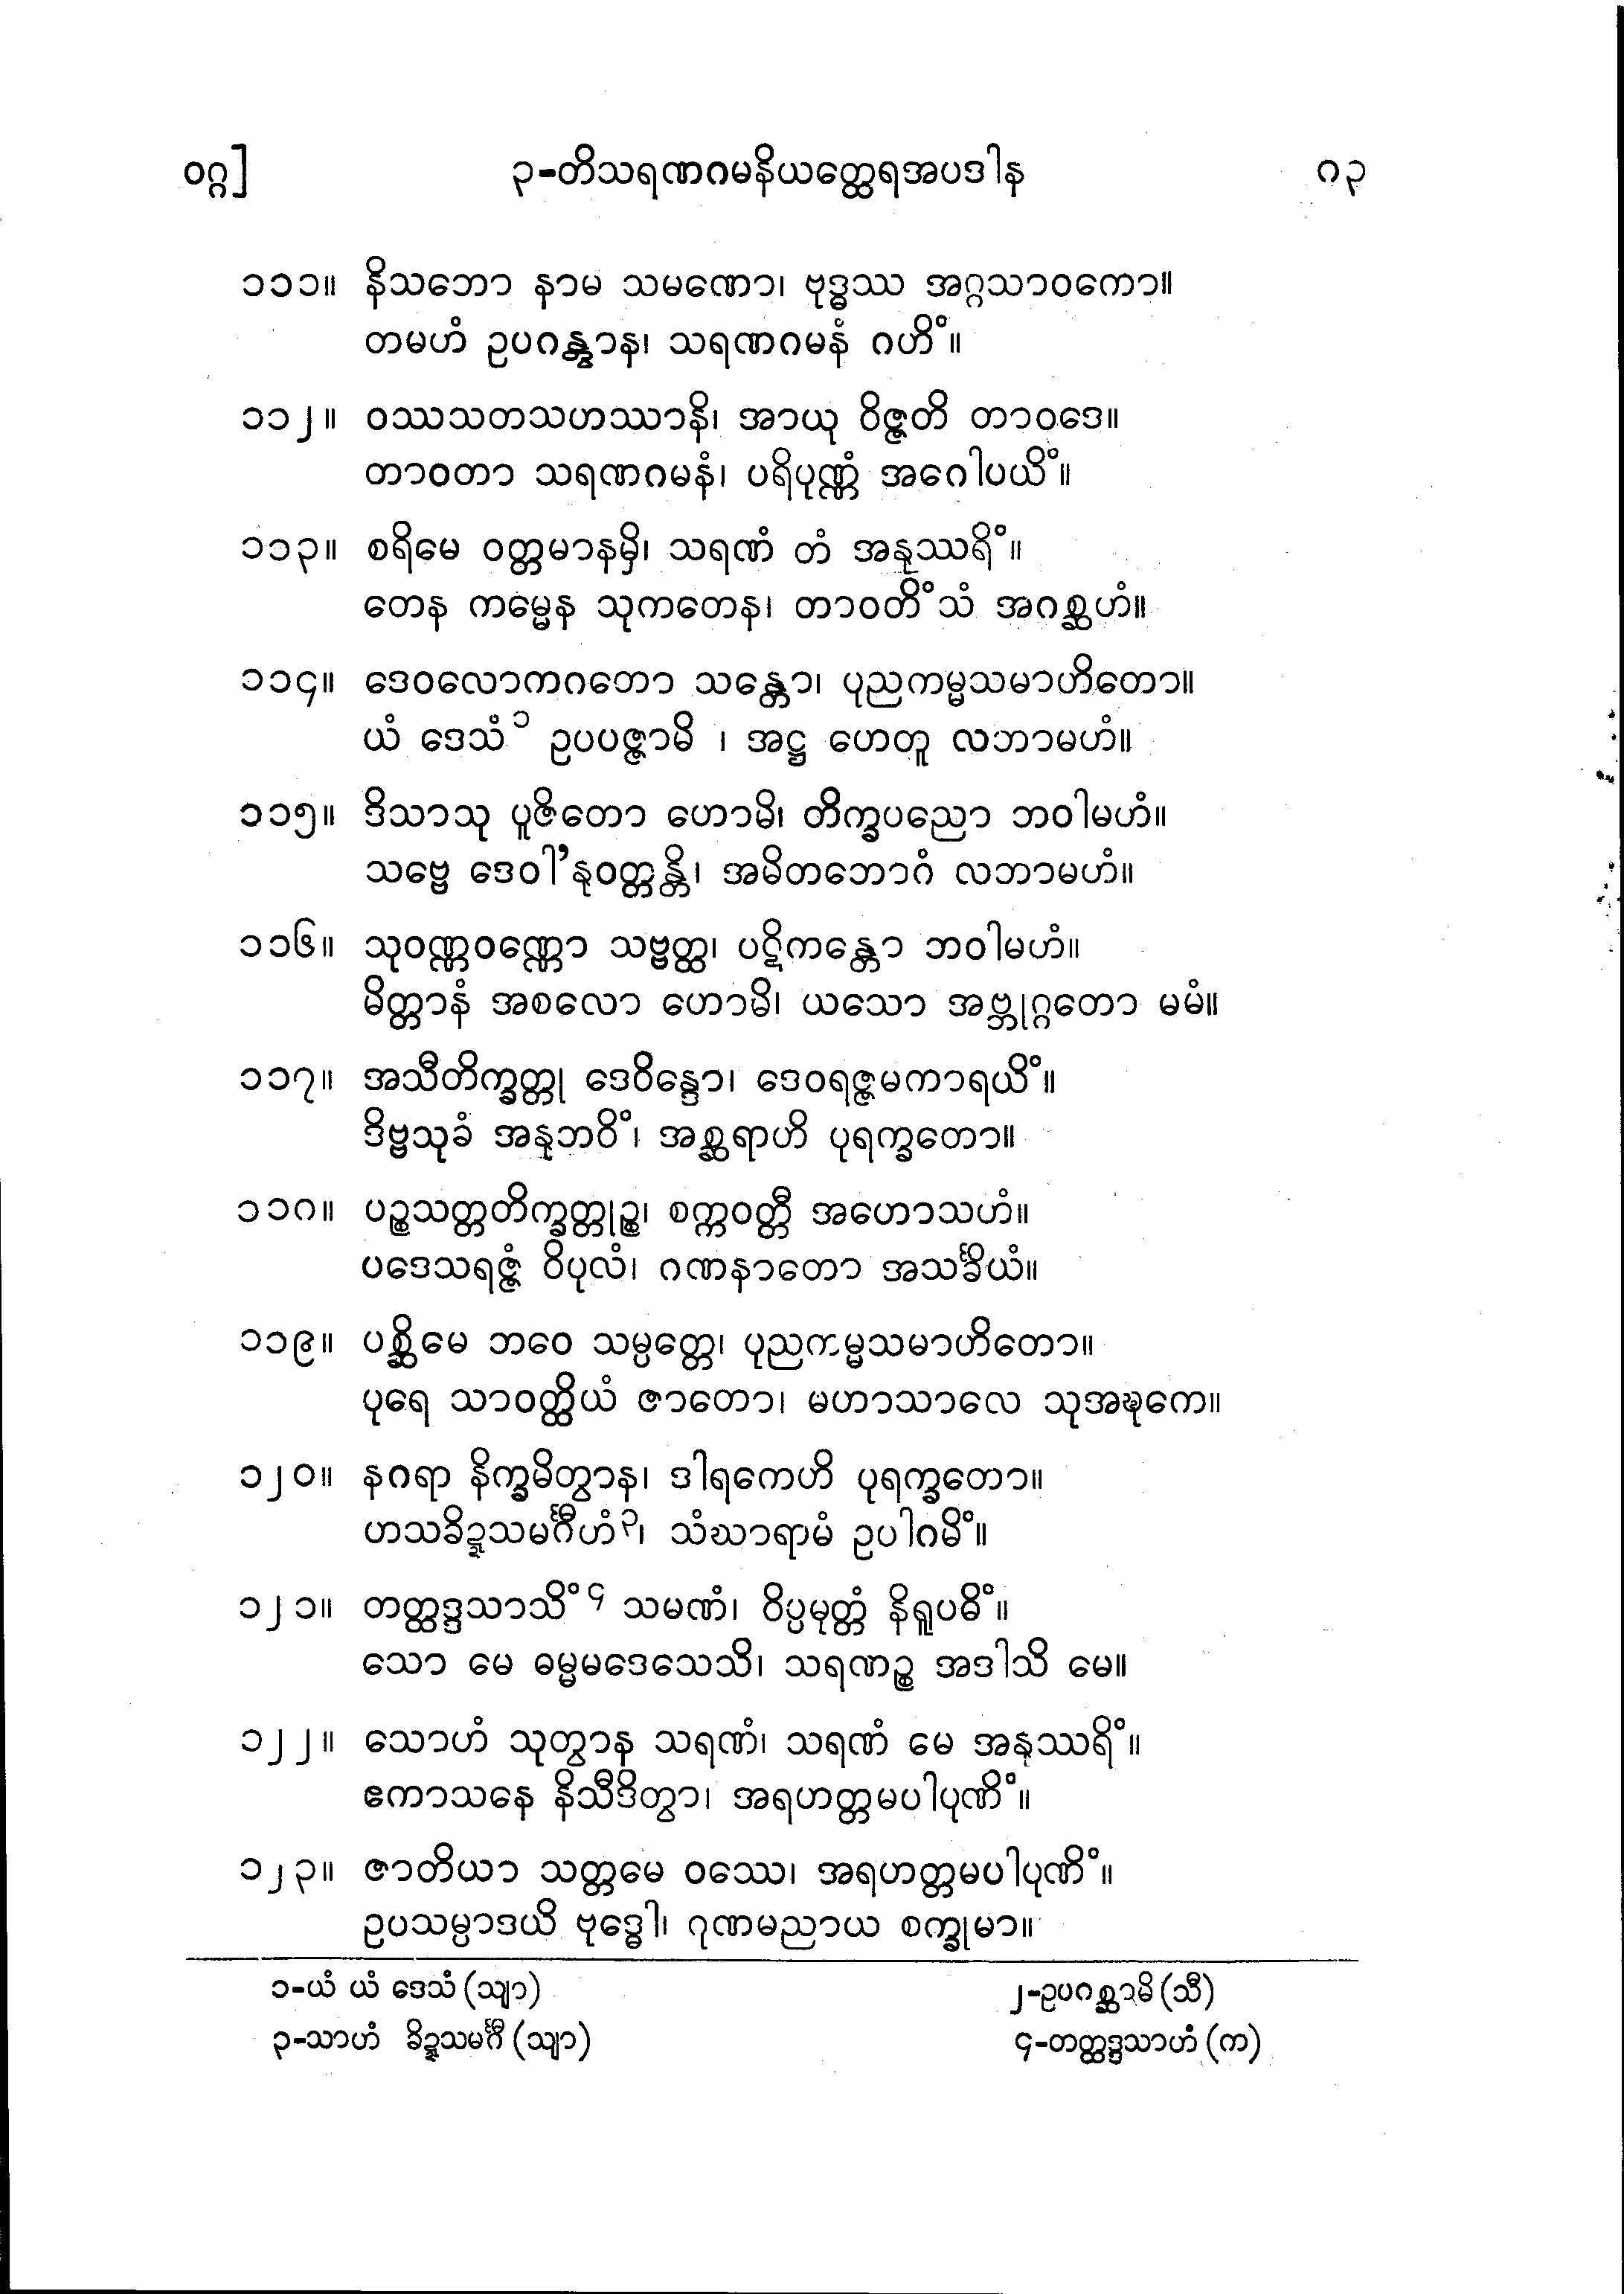 ဝဂ္ဂ]
၃-တိသရဏဂမနိယတ္ထေရအပဒါန
ဂ၃
၁၁၁။ နိသဘော နာမ သမဏော၊ ဗုဒ္ဓဿ အဂ္ဂသာဝကော။
တမဟံ ဥပဂန္တွာန၊ သရဏဂမနံ ဂဟိံ။
၁၁၂။ ဝဿသတသဟဿာနိ၊ အာယု ဝိဇ္ဇတိ တာဝဒေ။
တာဝတာ သရဏဂမနံ၊ ပရိပုဏ္ဏံ အဂေါပယိံ။
၁၁၃။ စရိမေ ဝတ္တမာနမှိ၊ သရဏံ တံ အနုဿရိံ။
တေန ကမ္မေန သုကတေန၊ တာဝတိံသံ အဂစ္ဆဟံ။
၁၁၄။ ဒေဝလောကဂတော သန္တော၊ ပုညကမ္မသမာဟိတော။
ယံ ဒေသံ ၁ ဥပပဇ္ဇာမိ ၊ အဋ္ဌ ဟေတူ လဘာမဟံ။
၁၁၅။ ဒိသာသု ပူဇိတော ဟောမိ၊ တိက္ခပညော ဘဝါမဟံ။
သဗ္ဗေ ဒေဝါ’နုဝတ္တန္တိ၊ အမိတဘောဂံ လဘာမဟံ။
၁၁၆။ သုဝဏ္ဏဝဏ္ဏော သဗ္ဗတ္ထ၊ ပဋိကန္တော ဘဝါမဟံ။
မိတ္တာနံ အစလော ဟောမိ၊ ယသော အဗ္ဘုဂ္ဂတော မမံ။
၁၁၇။ အသီတိက္ခတ္တု ဒေဝိန္ဒော၊ ဒေဝရဇ္ဇမကာရယိံ။
ဒိဗ္ဗသုခံ အနုဘဝိံ၊ အစ္ဆရာဟိ ပုရက္ခတော။
၁၁ဂ။ ပဉ္စသတ္တတိက္ခတ္တုဉ္စ၊ စက္ကဝတ္တီ အဟောသဟံ။
ပဒေသရဇ္ဇံ ဝိပုလံ၊ ဂဏနာတော အသင်္ခိယံ။
၁၁၉။ ပစ္ဆိမေ ဘဝေ သမ္ပတ္တေ၊ ပုညကမ္မသမာဟိတော။
ပုရေ သာဝတ္ထိယံ ဇာတော၊ မဟာသာလေ သုအဍ္ဎကေ။
၁၂၀။ နဂရာ နိက္ခမိတွာန၊ ဒါရကေဟိ ပုရက္ခတော။
ဟသခိဍ္ဍသမင်္ဂီဟံ ၃၊ သံဃာရာမံ ဥပါဂမိံ။
၁၂၁။ တတ္ထဒ္ဒသာသိံ ၄ သမဏံ၊ ဝိပ္ပမုတ္တံ နိရူပဓိံ။
သော မေ ဓမ္မမဒေသေသိ၊ သရဏဉ္စ အဒါသိ မေ။
၁၂၂။ သောဟံ သုတွာန သရဏံ၊ သရဏံ မေ အနုဿရိံ။
ဧကာသနေ နိသီဒိတွာ၊ အရဟတ္တမပါပုဏိံ။
၁၂၃။ ဇာတိယာ သတ္တမေ ဝဿေ၊ အရဟတ္တမပါပုဏိံ။
ဥပသမ္ပာဒယိ ဗုဒ္ဓေါ၊ ဂုဏမညာယ စက္ခုမာ။
၁-ယံ ယံ ဒေသံ (သျာ)
၂-ဥပဂစ္ဆာမိ (သီ)
၃-သာဟံ ခိဍ္ဍသမင်္ဂီ (သျာ)
၄-တတ္ထဒ္ဒသာဟံ (က)